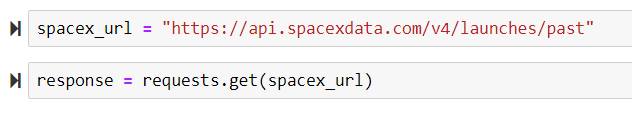 spacex_url = "https://api.spacexdata.com/v4/launches/past"
response = requests.get(spacex_url)